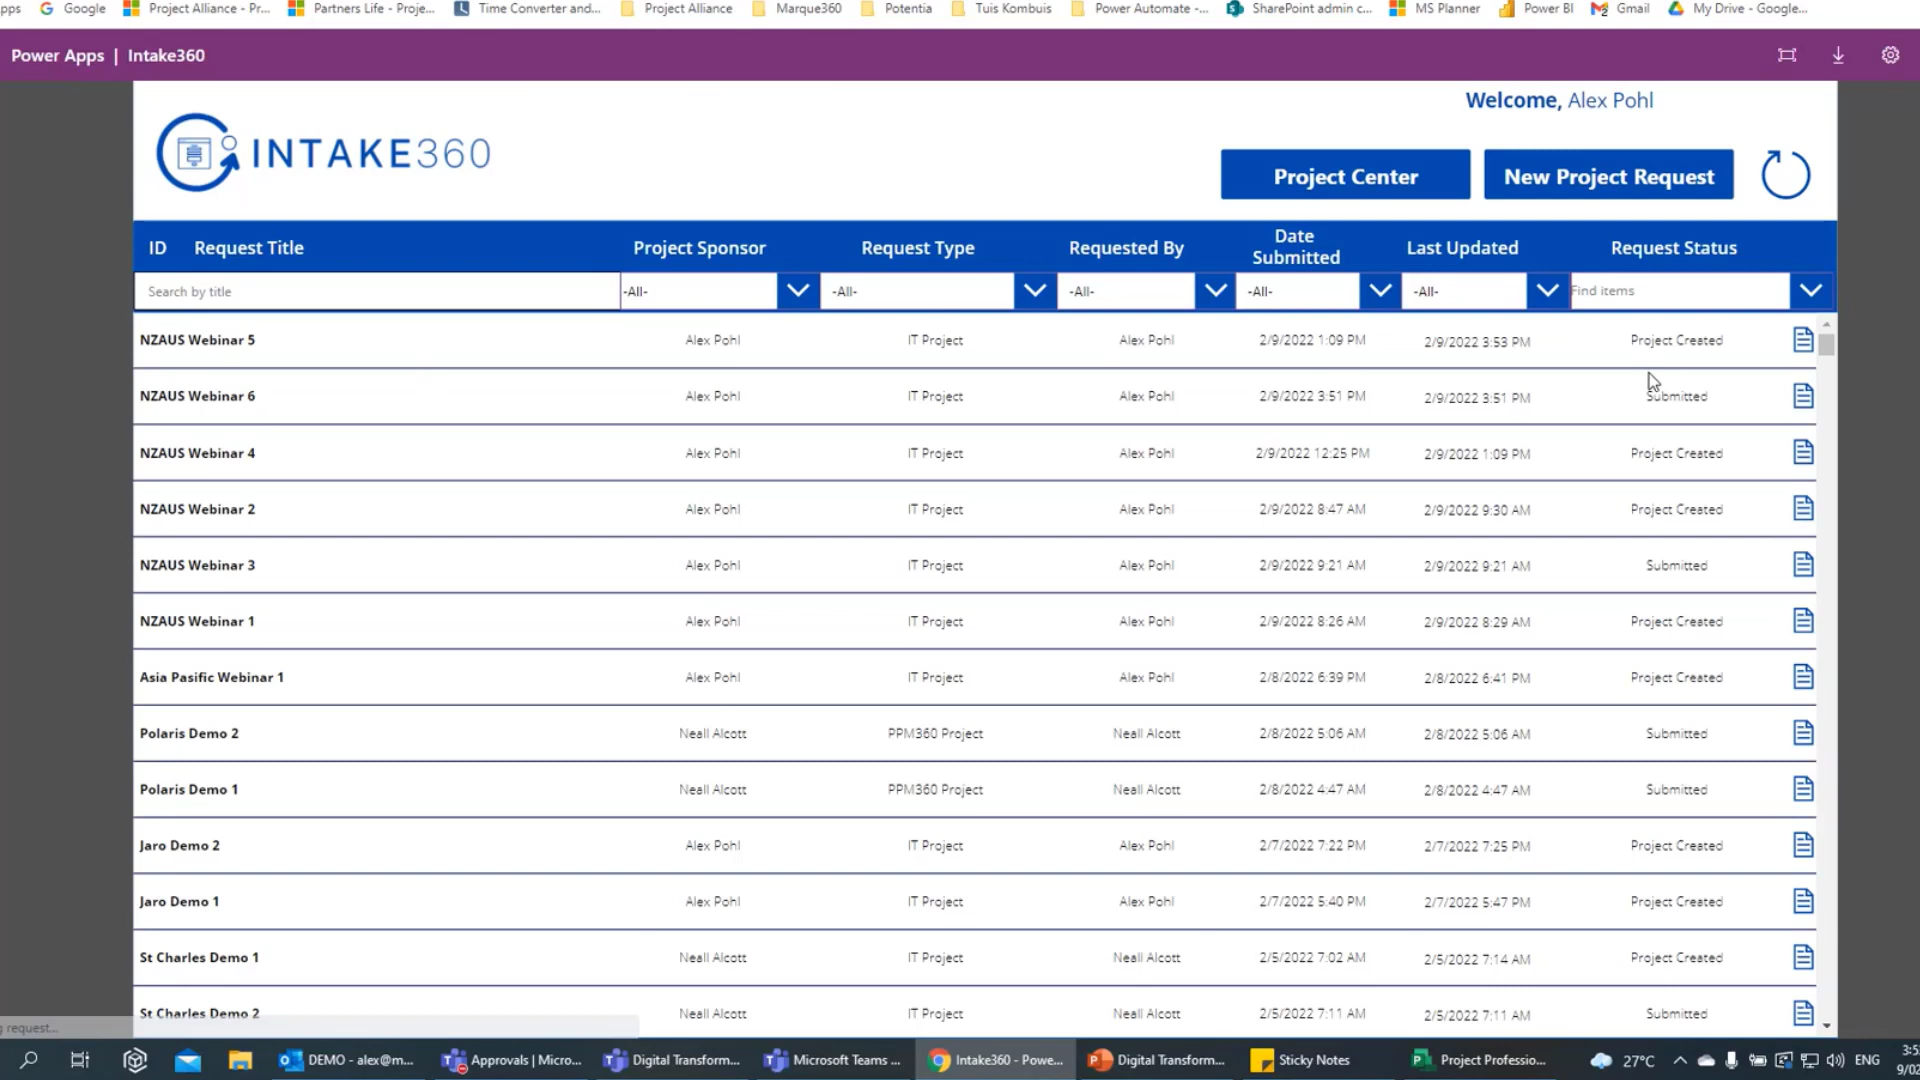 pps Google Project Alliance - Pr... Partners Life - Proje... Time Converter and... Project Alliance Marque360 Potentia Tuis Kombuis Power Automate -... SharePoint admin c... MS Planner Power BI Gmail My Drive - Google...
Power Apps | Intake360
Welcome, Alex Pohl
INTAKE360
Project Center New Project Request
ID Request Title Project Sponsor Request Type Requested By Date Submitted Last Updated Request Status
Search by title -All- -All- -All- -All- -All- Find items
NZAUS Webinar 5 Alex Pohl IT Project Alex Pohl 2/9/2022 1:09 PM 2/9/2022 3:53 PM Project Created
NZAUS Webinar 6 Alex Pohl IT Project Alex Pohl 2/9/2022 3:51 PM 2/9/2022 3:51 PM Submitted
NZAUS Webinar 4 Alex Pohl IT Project Alex Pohl 2/9/2022 12:25 PM 2/9/2022 1:09 PM Project Created
NZAUS Webinar 2 Alex Pohl IT Project Alex Pohl 2/9/2022 8:47 AM 2/9/2022 9:30 AM Project Created
NZAUS Webinar 3 Alex Pohl IT Project Alex Pohl 2/9/2022 9:21 AM 2/9/2022 9:21 AM Submitted
NZAUS Webinar 1 Alex Pohl IT Project Alex Pohl 2/9/2022 8:26 AM 2/9/2022 8:29 AM Project Created
Asia Pasific Webinar 1 Alex Pohl IT Project Alex Pohl 2/8/2022 6:39 PM 2/8/2022 6:41 PM Project Created
Polaris Demo 2 Neall Alcott PPM360 Project Neall Alcott 2/8/2022 5:06 AM 2/8/2022 5:06 AM Submitted
Polaris Demo 1 Neall Alcott PPM360 Project Neall Alcott 2/8/2022 4:47 AM 2/8/2022 4:47 AM Submitted
Jaro Demo 2 Alex Pohl IT Project Alex Pohl 2/7/2022 7:22 PM 2/7/2022 7:25 PM Project Created
Jaro Demo 1 Alex Pohl IT Project Alex Pohl 2/7/2022 5:40 PM 2/7/2022 5:47 PM Project Created
St Charles Demo 1 Neall Alcott IT Project Neall Alcott 2/5/2022 7:02 AM 2/5/2022 7:14 AM Project Created
St Charles Demo 2 Neall Alcott IT Project Neall Alcott 2/5/2022 7:11 AM 2/5/2022 7:11 AM Submitted
g request...
DEMO - alex@m... Approvals | Micro... Digital Transform... Microsoft Teams ... Intake360 - Powe... Digital Transform... Sticky Notes Project Professio... 27°C ENG